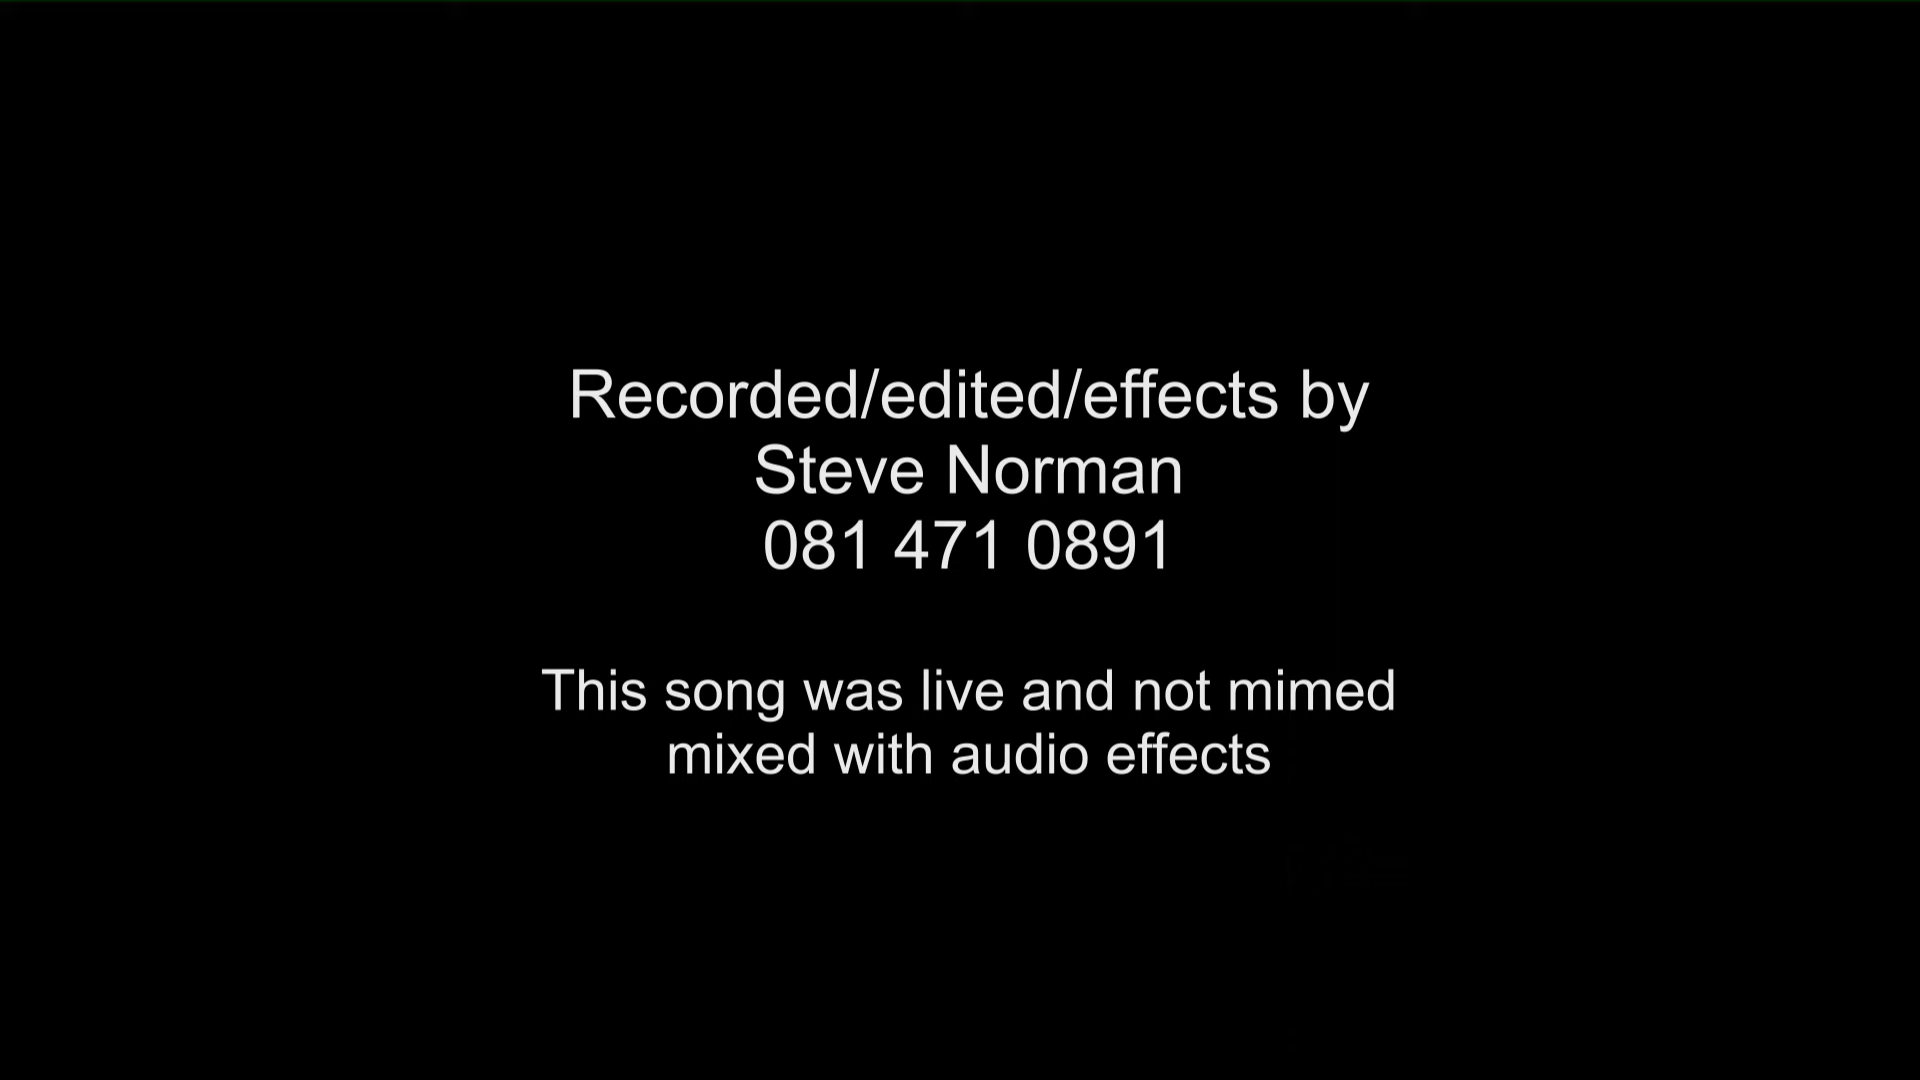 Recorded/edited/effects by
Steve Norman
081 471 0891
This song was live and not mimed
mixed with audio effects